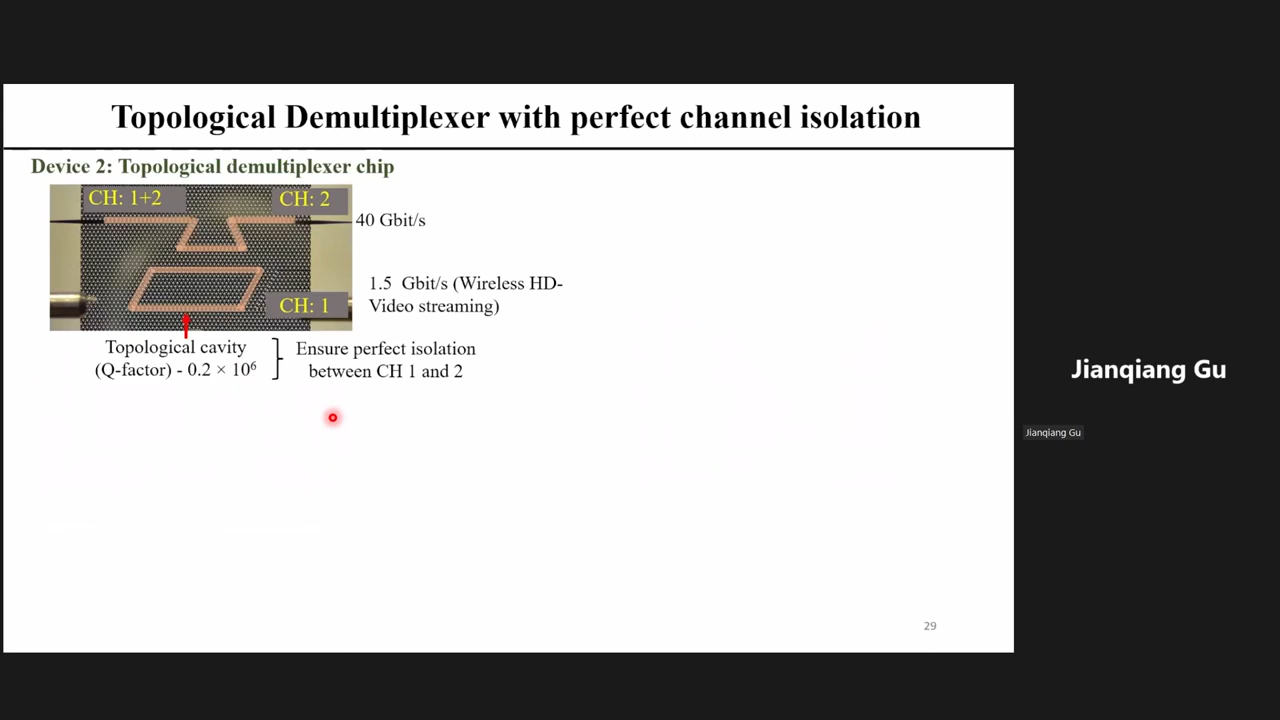 Topological Demultiplexer with perfect channel isolation
Device 2: Topological demultiplexer chip
CH: 1+2
CH: 2
40 Gbit/s
1.5 Gbit/s (Wireless HD-
Video streaming)
CH: 1
Topological cavity
(Q-factor) - 0.2 × 10⁶
Ensure perfect isolation
between CH 1 and 2
29
Jianqiang Gu
Jianqiang Gu